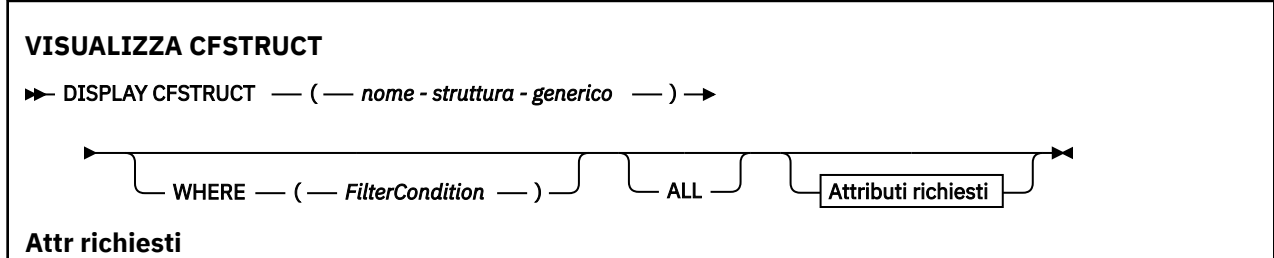 VISUALIZZA CFSTRUCT
DISPLAY CFSTRUCT ( nome - struttura - generico )
WHERE ( FilterCondition ) ALL Attributi richiesti
Attr richiesti